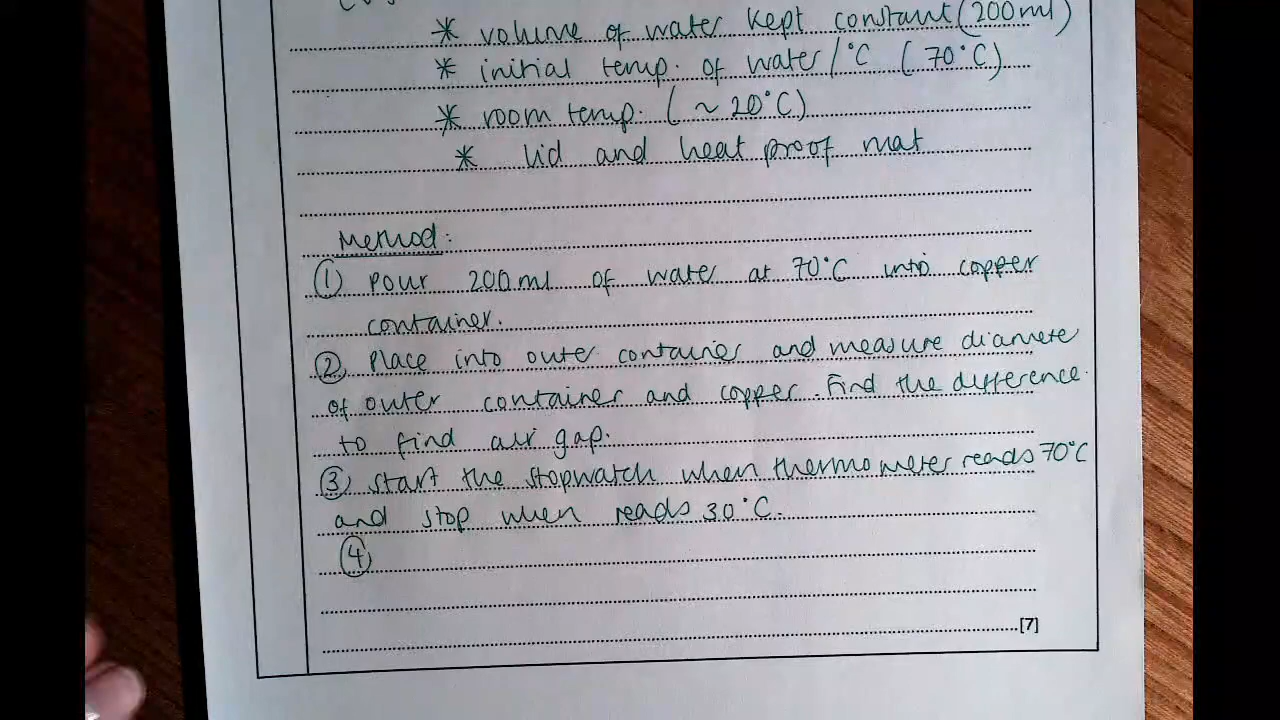 * volume of water kept constant (200ml)
* initial temp. of water/°C (70°C)
* room temp. (~20°C)
* lid and heat proof mat
Method:
① Pour 200ml of water at 70°C into copper
container.
② Place into outer container and measure diamete
of outer container and copper. Find the difference
to find air gap.
③ Start the stopwatch when thermometer reads 70°C
and stop when reads 30°C.
④
[7]